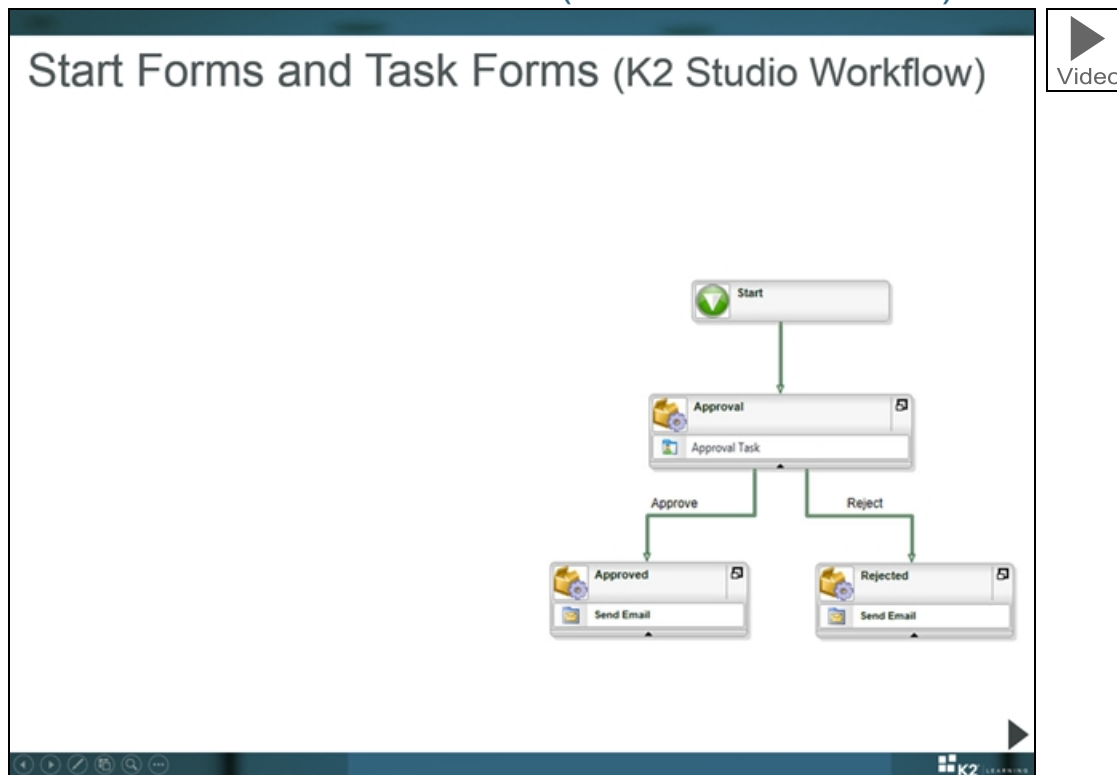 Start Forms and Task Forms (K2 Studio Workflow)
Video
Start
Approval
Approval Task
Approve
Reject
Approved
Send Email
Rejected
Send Email
K2 LEARNING